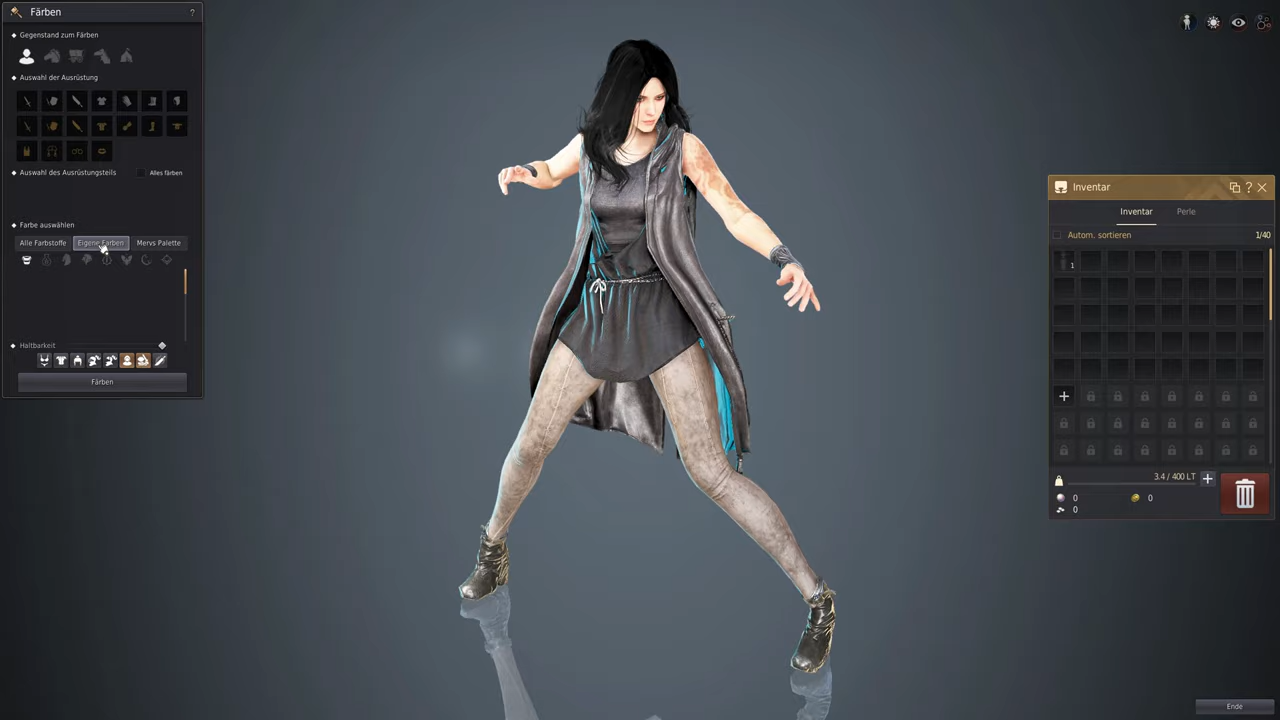 Färben
?
Gegenstand zum Färben
Auswahl der Ausrüstung
Auswahl des Ausrüstungsteils
Alles färben
Farbe auswählen
Alle Farbstoffe
Eigene Farben
Mervs Palette
Haltbarkeit
Färben
Inventar
?
Inventar
Perle
Autom. sortieren
1/40
1
3.4 / 400 LT
0
0
0
Ende